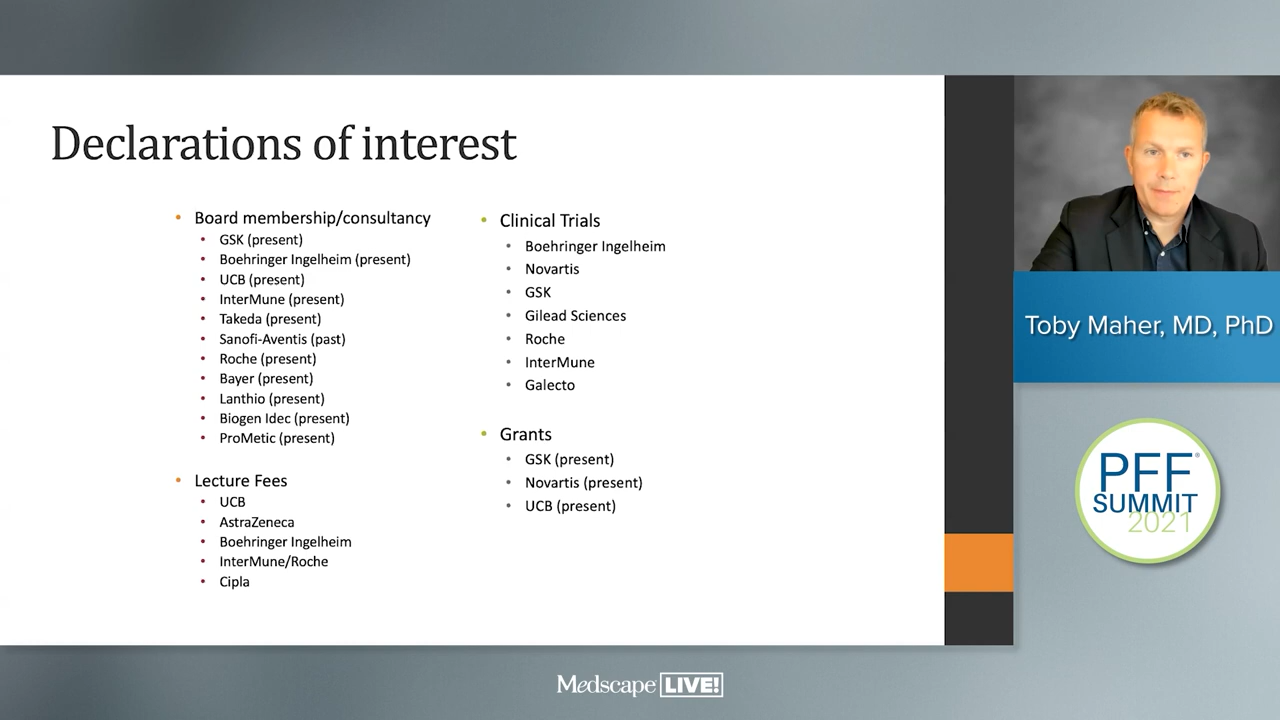 Declarations of interest
• Board membership/consultancy
• GSK (present)
• Boehringer Ingelheim (present)
• UCB (present)
• InterMune (present)
• Takeda (present)
• Sanofi-Aventis (past)
• Roche (present)
• Bayer (present)
• Lanthio (present)
• Biogen Idec (present)
• ProMetic (present)
• Lecture Fees
• UCB
• AstraZeneca
• Boehringer Ingelheim
• InterMune/Roche
• Cipla
• Clinical Trials
• Boehringer Ingelheim
• Novartis
• GSK
• Gilead Sciences
• Roche
• InterMune
• Galecto
• Grants
• GSK (present)
• Novartis (present)
• UCB (present)
Toby Maher, MD, PhD
PFF®
SUMMIT
2021
Medscape LIVE!